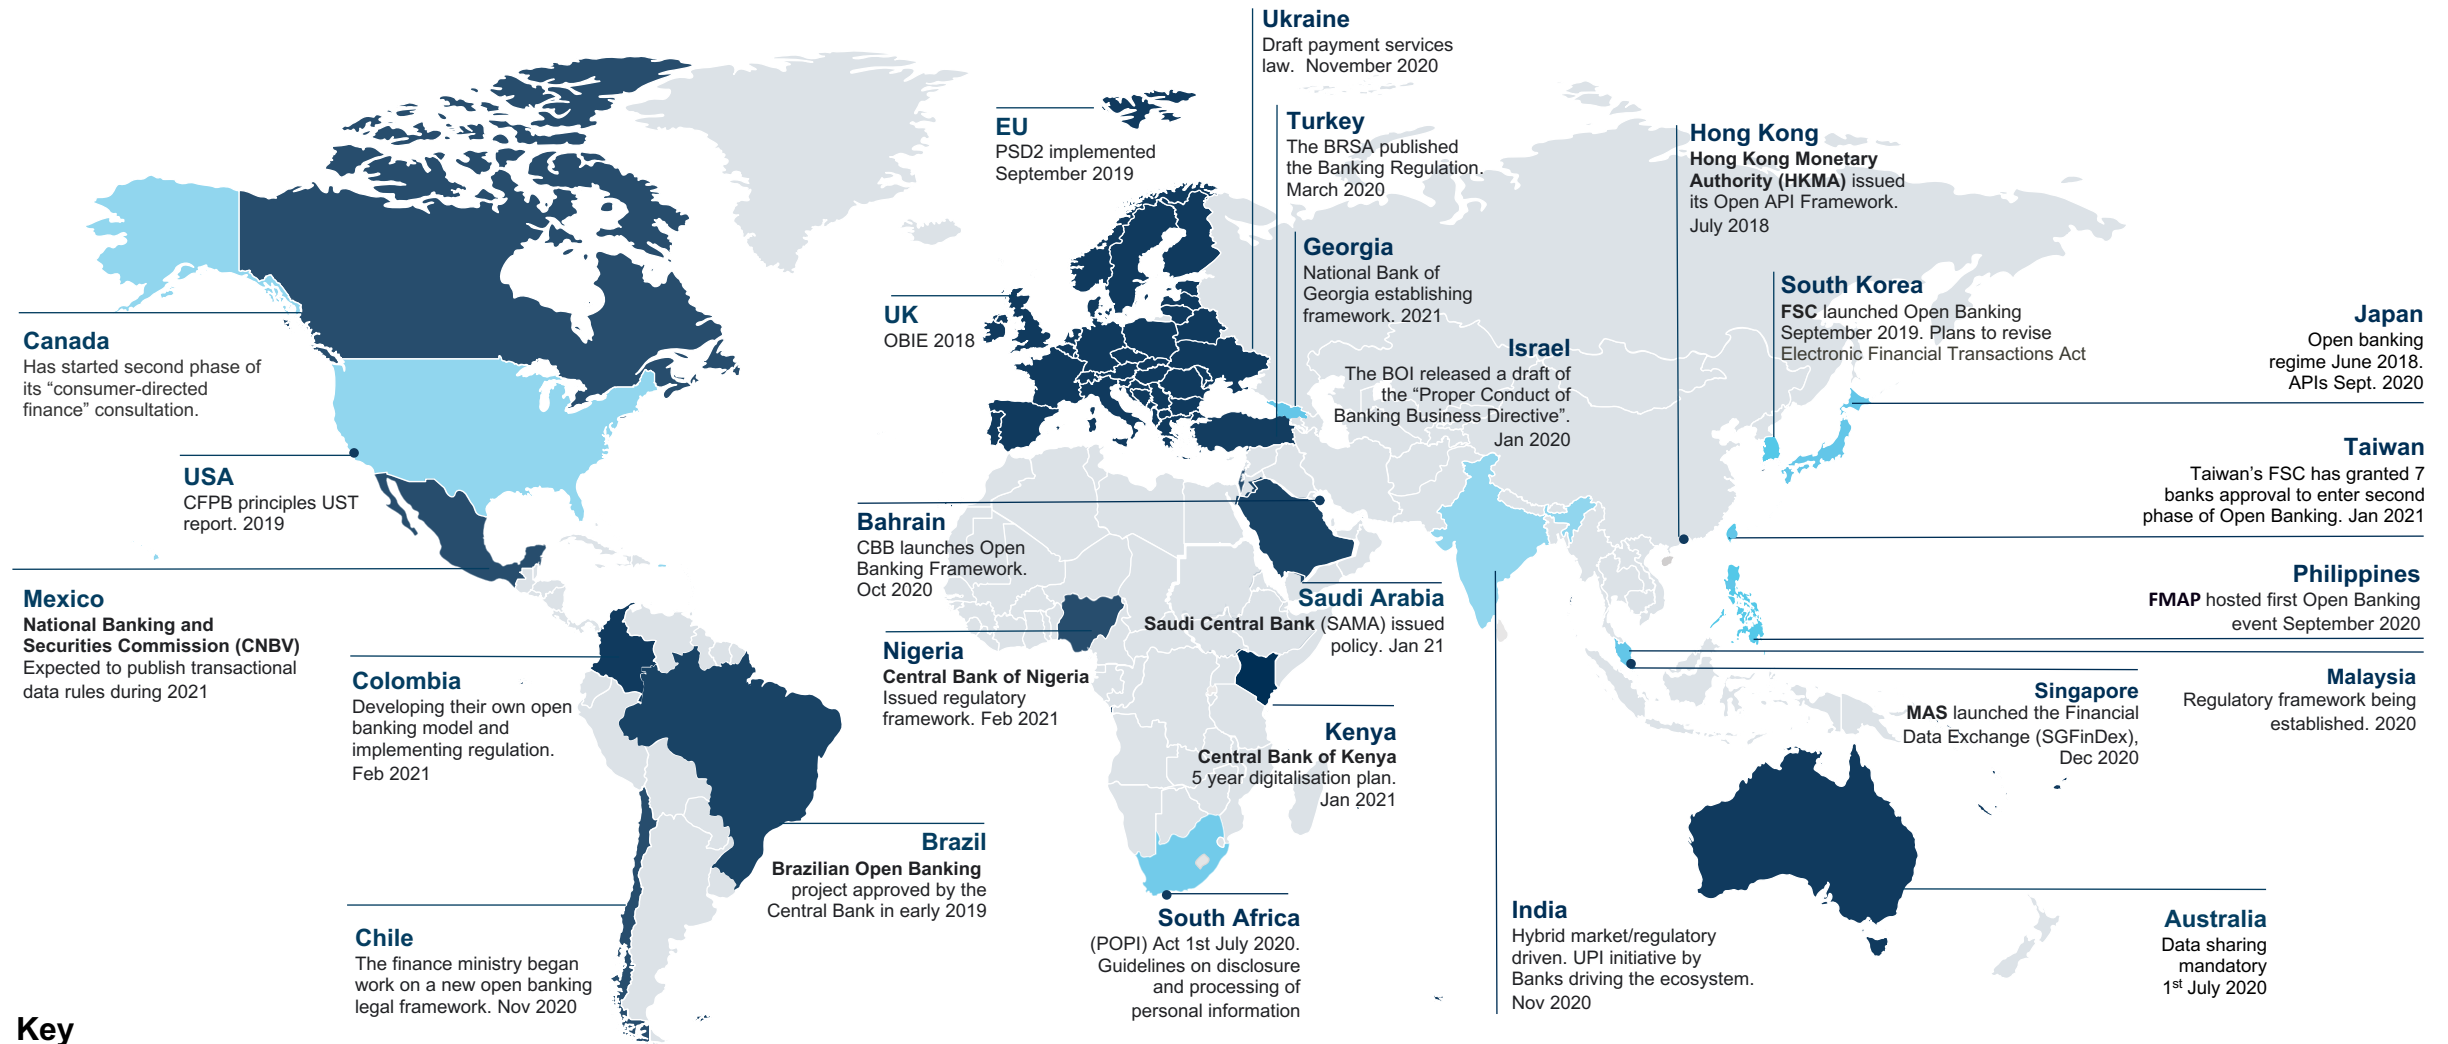 Ukraine
Draft payment services
law.  November 2020
EU
PSD2 implemented
September 2019
Turkey
The BRSA published
the Banking Regulation.
March 2020
Hong Kong
Hong Kong Monetary
Authority (HKMA) issued
its Open API Framework.
July 2018
Georgia
National Bank of
Georgia establishing
framework. 2021
South Korea
FSC launched Open Banking
September 2019. Plans to revise
Electronic Financial Transactions Act
UK
OBIE 2018
Japan
Open banking
regime June 2018.
APIs Sept. 2020
Canada
Has started second phase of
its “consumer-directed
finance” consultation.
Israel
The BOI released a draft of
the “Proper Conduct of
Banking Business Directive”.
Jan 2020
Taiwan
Taiwan’s FSC has granted 7
banks approval to enter second
phase of Open Banking. Jan 2021
USA
CFPB principles UST
report. 2019
Bahrain
CBB launches Open
Banking Framework.
Oct 2020
Philippines
FMAP hosted first Open Banking
event September 2020
Mexico
National Banking and
Securities Commission (CNBV)
Expected to publish transactional
data rules during 2021
Saudi Arabia
Saudi Central Bank (SAMA) issued
policy. Jan 21
Nigeria
Central Bank of Nigeria
Issued regulatory
framework. Feb 2021
Colombia
Developing their own open
banking model and
implementing regulation.
Feb 2021
Malaysia
Regulatory framework being
established. 2020
Singapore
MAS launched the Financial
Data Exchange (SGFinDex),
Dec 2020
Kenya
Central Bank of Kenya
5 year digitalisation plan.
Jan 2021
Brazil
Brazilian Open Banking
project approved by the
Central Bank in early 2019
South Africa
(POPI) Act 1st July 2020.
Guidelines on disclosure
and processing of
personal information
India
Hybrid market/regulatory
driven. UPI initiative by
Banks driving the ecosystem.
Nov 2020
Australia
Data sharing
mandatory
1st July 2020
Chile
The finance ministry began
work on a new open banking
legal framework. Nov 2020
Key